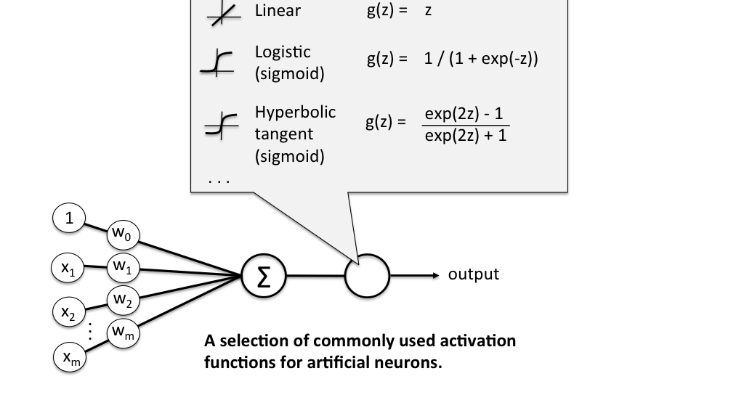 Linear g(z) = z
Logistic
(sigmoid) g(z) = 1 / (1 + exp(-z))
Hyperbolic
tangent
(sigmoid) g(z) = exp(2z) - 1
exp(2z) + 1
...
1
w₀
x₁ w₁
x₂ w₂
⋮ wₘ
xₘ
Σ
output
A selection of commonly used activation
functions for artificial neurons.